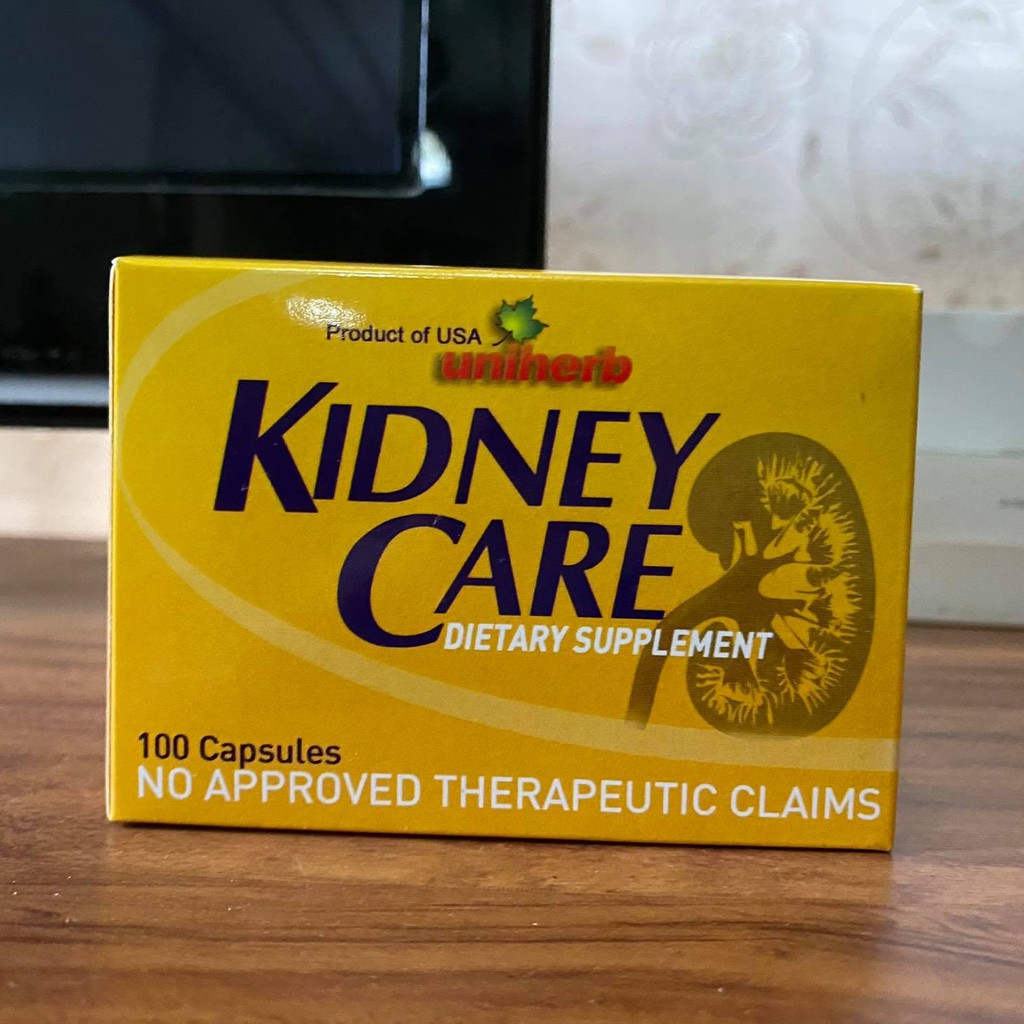 Product of USA
uniherb
KIDNEY
CARE
DIETARY SUPPLEMENT
100 Capsules
NO APPROVED THERAPEUTIC CLAIMS